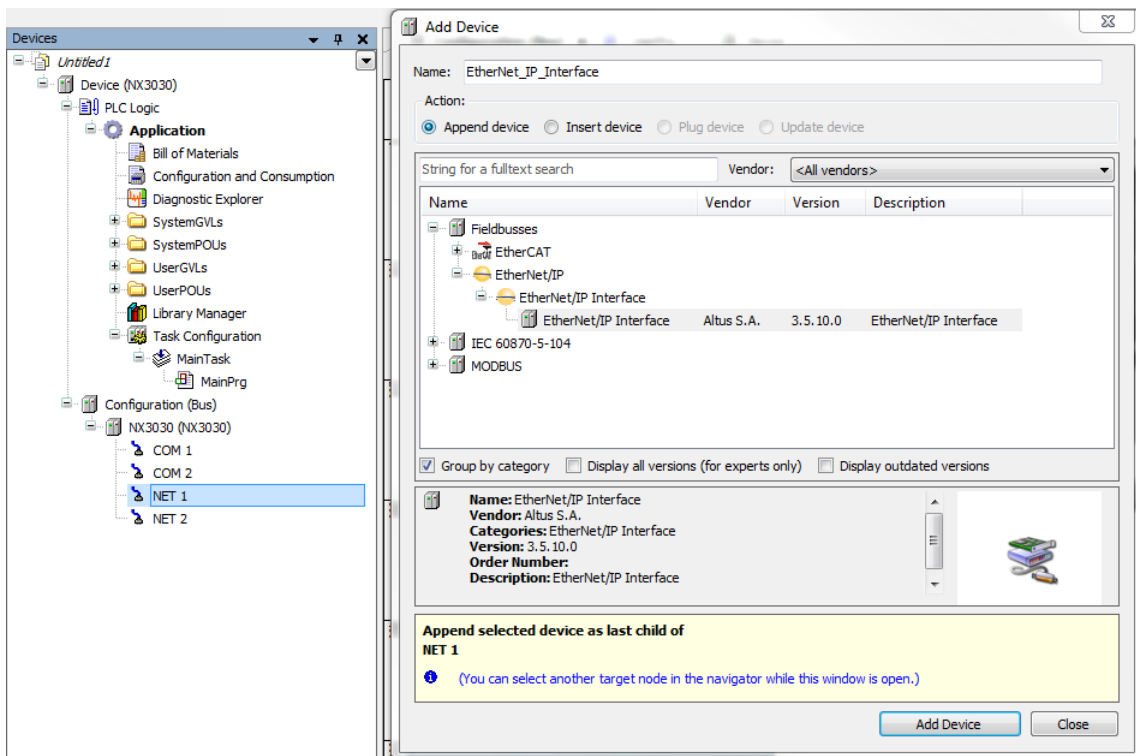 Devices
Untitled1
Device (NX3030)
PLC Logic
Application
Bill of Materials
Configuration and Consumption
Diagnostic Explorer
SystemGVLs
SystemPOUs
UserGVLs
UserPOUs
Library Manager
Task Configuration
MainTask
MainPrg
Configuration (Bus)
NX3030 (NX3030)
COM 1
COM 2
NET 1
NET 2
Add Device
Name: EtherNet_IP_Interface
Action:
Append device Insert device Plug device Update device
String for a fulltext search Vendor: <All vendors>
Name Vendor Version Description
Fieldbusses
EtherCAT
EtherNet/IP
EtherNet/IP Interface
EtherNet/IP Interface Altus S.A. 3.5.10.0 EtherNet/IP Interface
IEC 60870-5-104
MODBUS
Group by category Display all versions (for experts only) Display outdated versions
Name: EtherNet/IP Interface
Vendor: Altus S.A.
Categories: EtherNet/IP Interface
Version: 3.5.10.0
Order Number:
Description: EtherNet/IP Interface
Append selected device as last child of
NET 1
(You can select another target node in the navigator while this window is open.)
Add Device Close